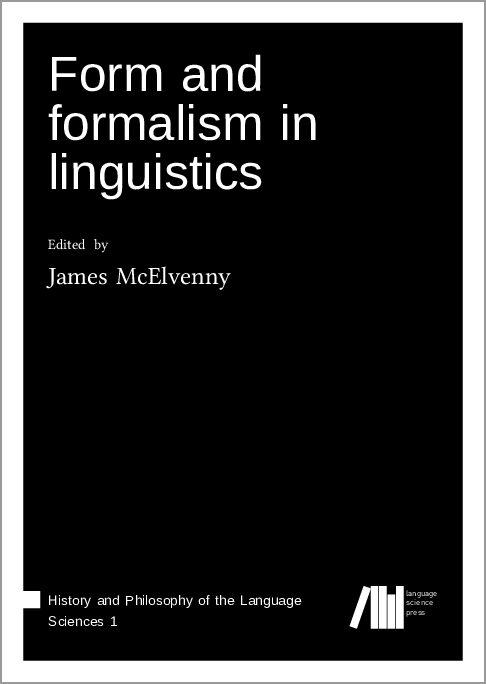 Form and
formalism in
linguistics
Edited by
James McElvenny
History and Philosophy of the Language
Sciences 1
language
science
press